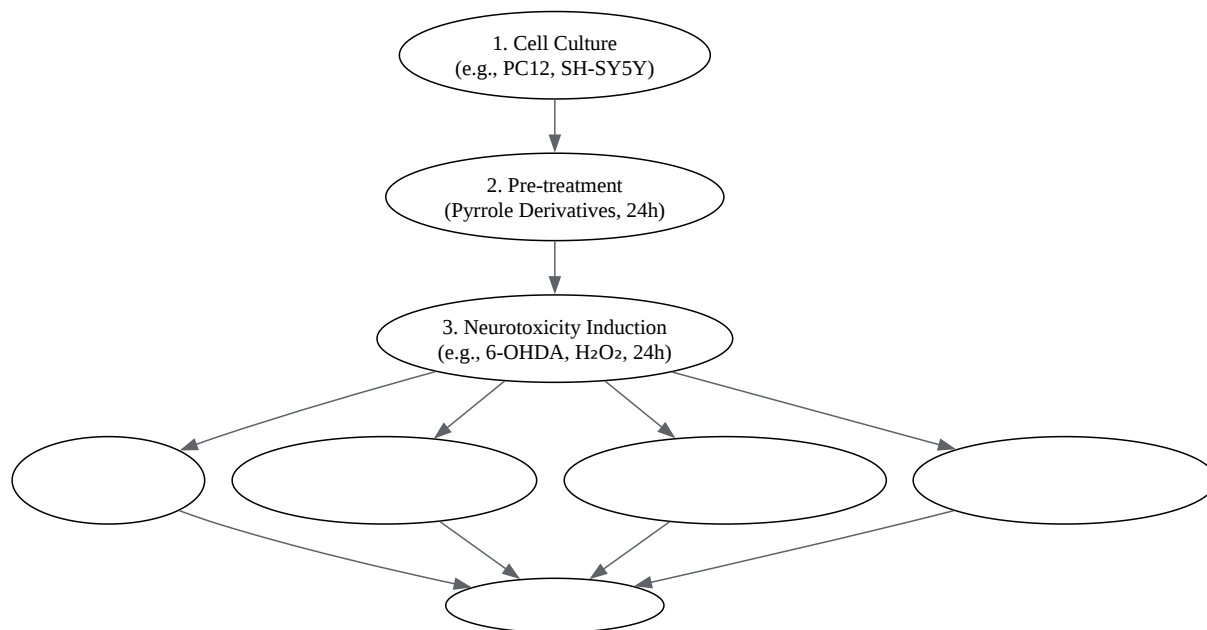 1. Cell Culture
(e.g., PC12, SH-SY5Y)
2. Pre-treatment
(Pyrrole Derivatives, 24h)
3. Neurotoxicity Induction
(e.g., 6-OHDA, H₂O₂, 24h)